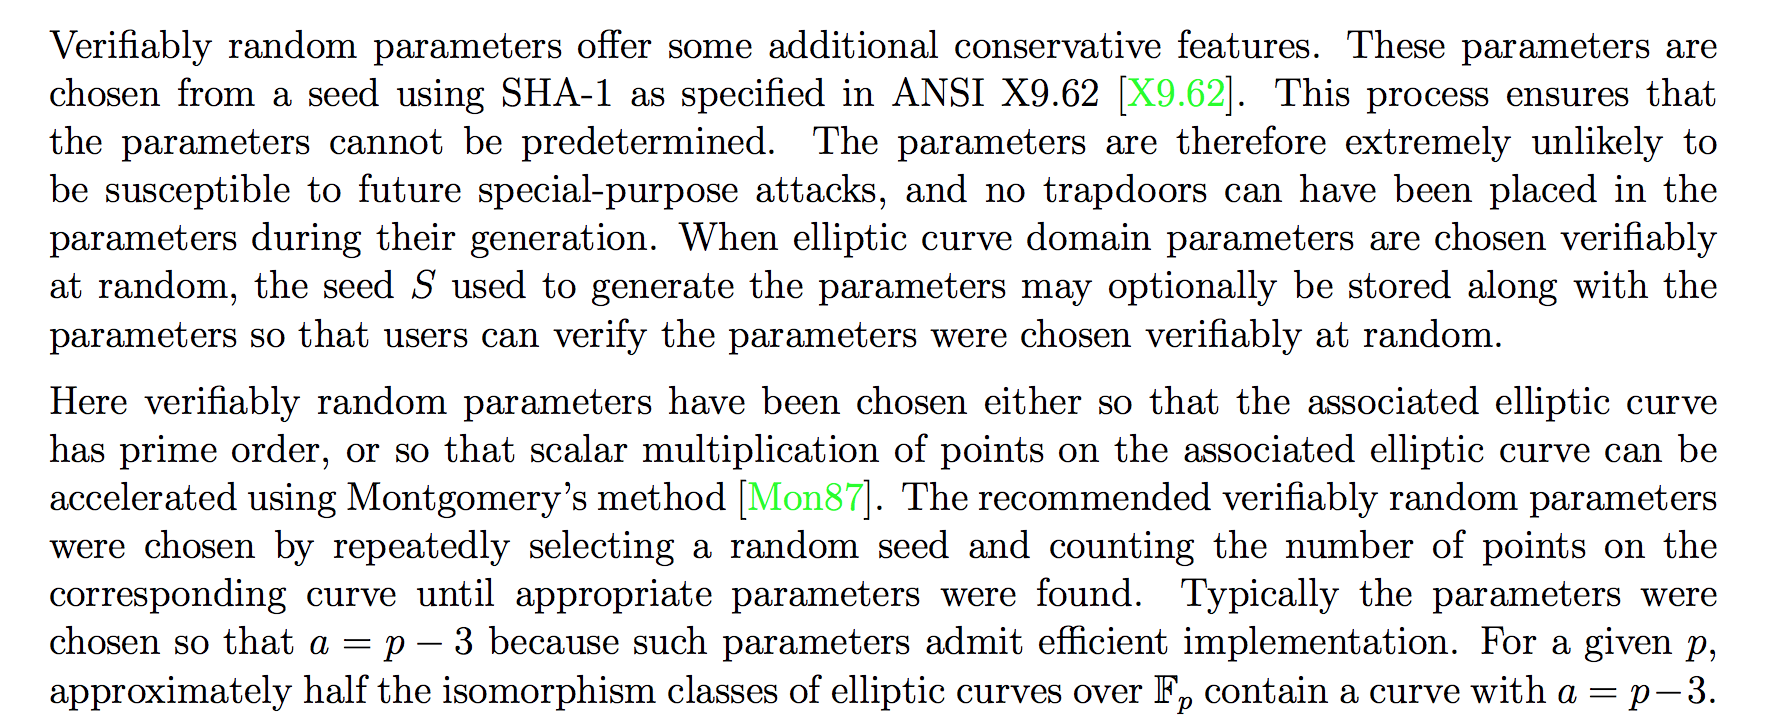 Verifiably random parameters offer some additional conservative features. These parameters are
chosen from a seed using SHA-1 as specified in ANSI X9.62 [X9.62]. This process ensures that
the parameters cannot be predetermined. The parameters are therefore extremely unlikely to
be susceptible to future special-purpose attacks, and no trapdoors can have been placed in the
parameters during their generation. When elliptic curve domain parameters are chosen verifiably
at random, the seed S used to generate the parameters may optionally be stored along with the
parameters so that users can verify the parameters were chosen verifiably at random.
Here verifiably random parameters have been chosen either so that the associated elliptic curve
has prime order, or so that scalar multiplication of points on the associated elliptic curve can be
accelerated using Montgomery's method [Mon87]. The recommended verifiably random parameters
were chosen by repeatedly selecting a random seed and counting the number of points on the
corresponding curve until appropriate parameters were found. Typically the parameters were
chosen so that a = p − 3 because such parameters admit efficient implementation. For a given p,
approximately half the isomorphism classes of elliptic curves over 𝔽ₚ contain a curve with a = p−3.